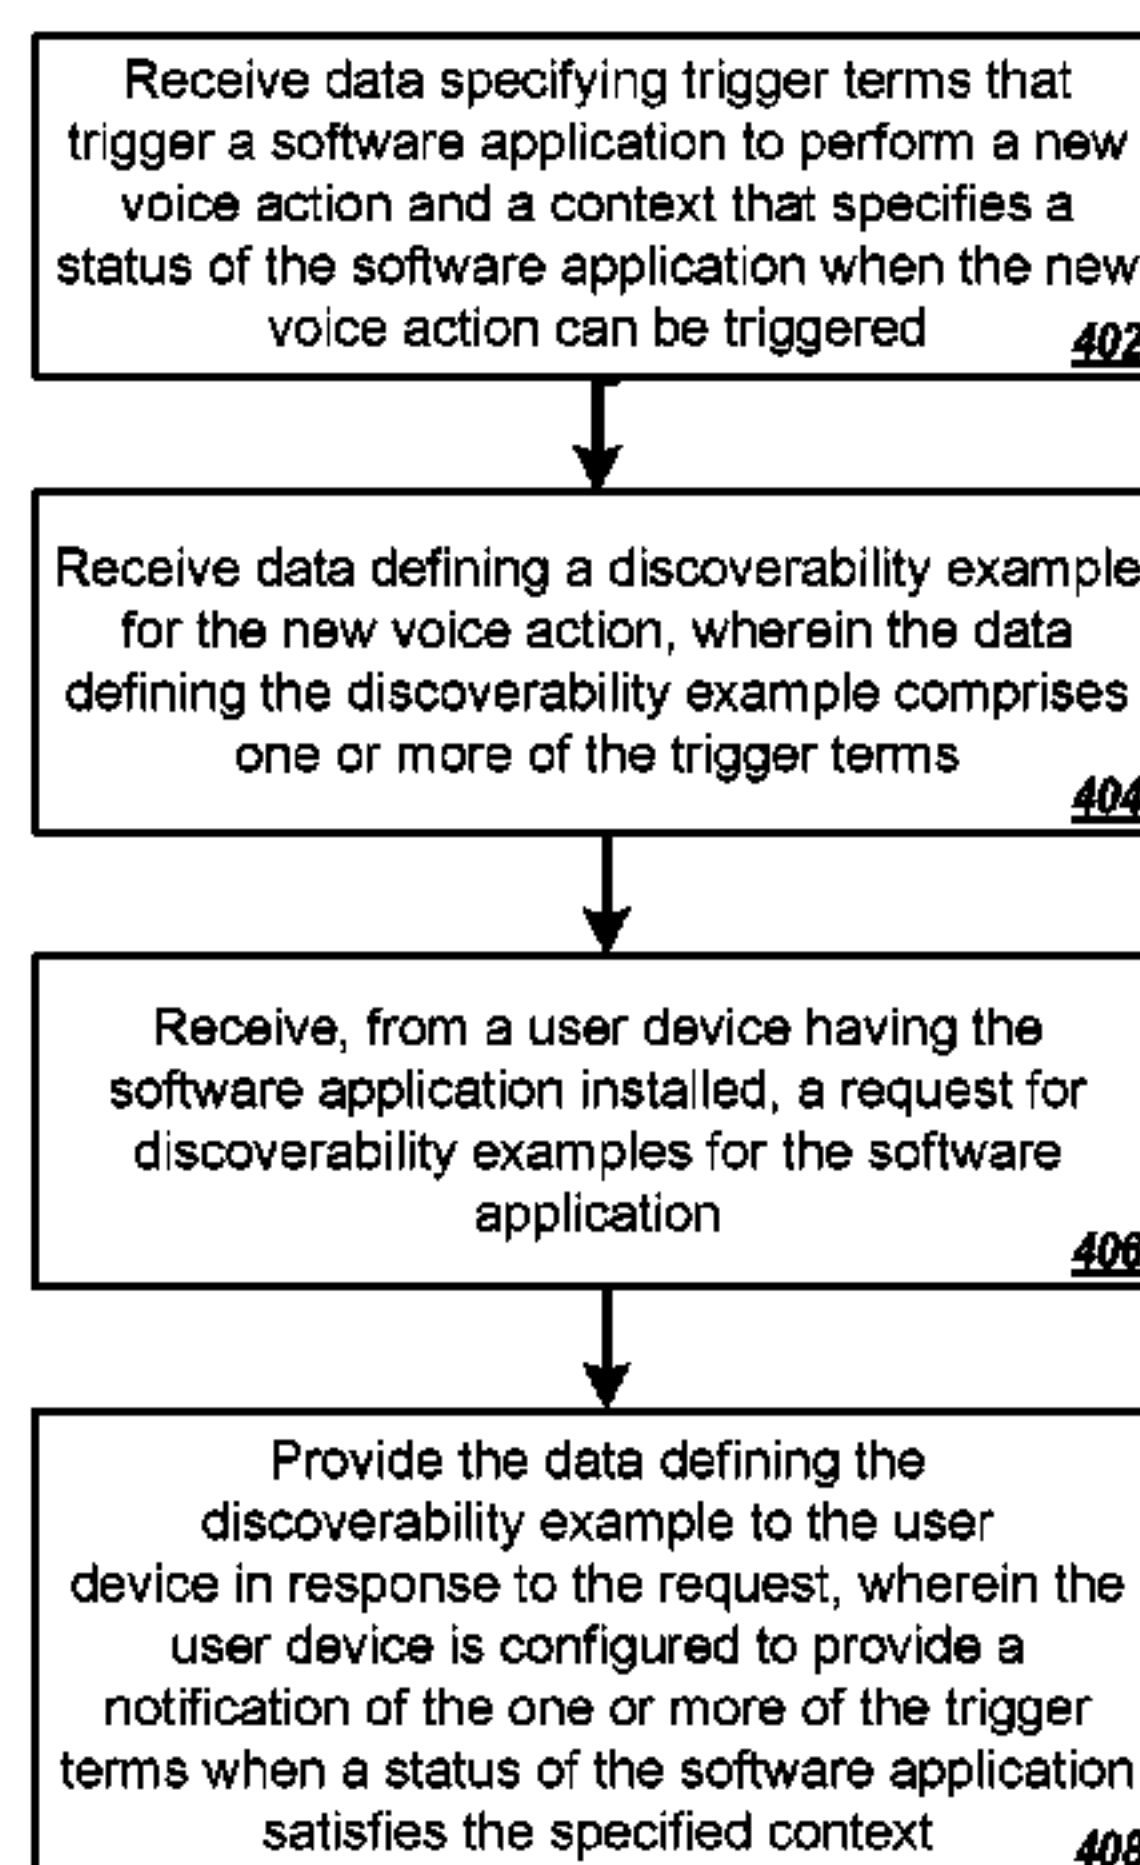 Receive data specifying trigger terms that
trigger a software application to perform a new
voice action and a context that specifies a
status of the software application when the new
voice action can be triggered
402
Receive data defining a discoverability example
for the new voice action, wherein the data
defining the discoverability example comprises
one or more of the trigger terms
404
Receive, from a user device having the
software application installed, a request for
discoverability examples for the software
application
406
Provide the data defining the
discoverability example to the user
device in response to the request, wherein the
user device is configured to provide a
notification of the one or more of the trigger
terms when a status of the software application
satisfies the specified context
408